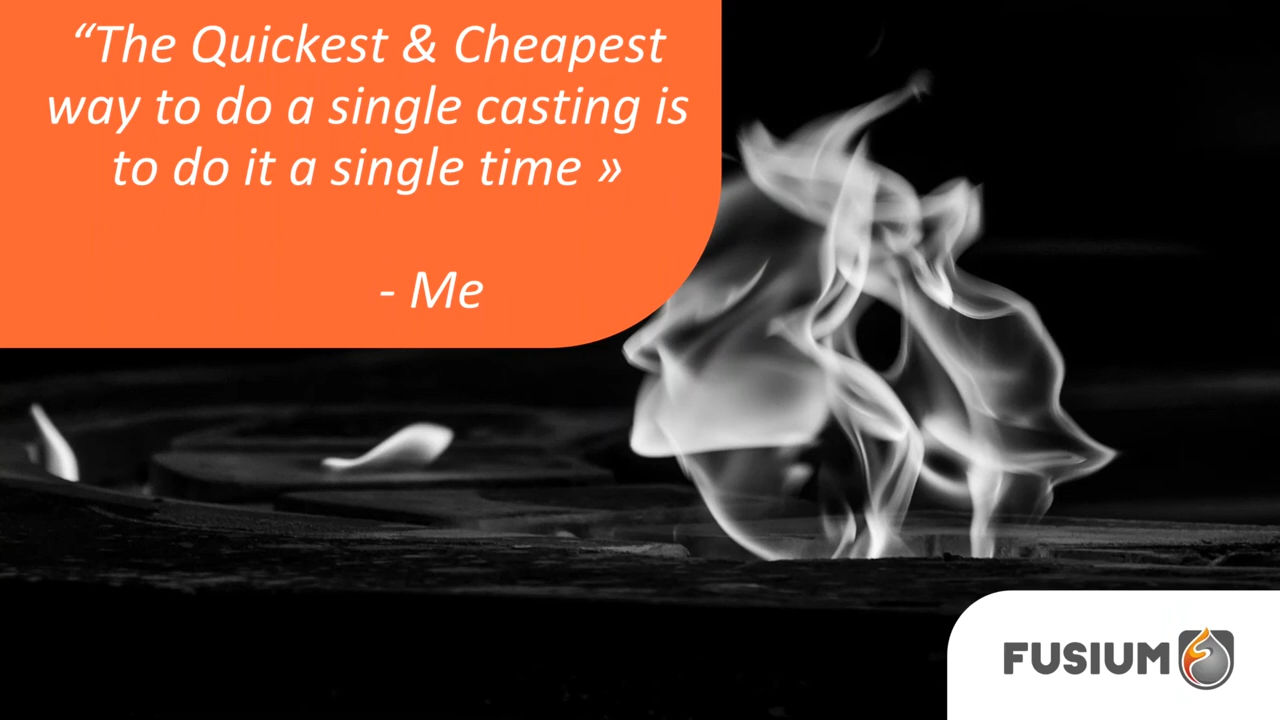 “The Quickest & Cheapest
way to do a single casting is
to do it a single time »
- Me
FUSIUM